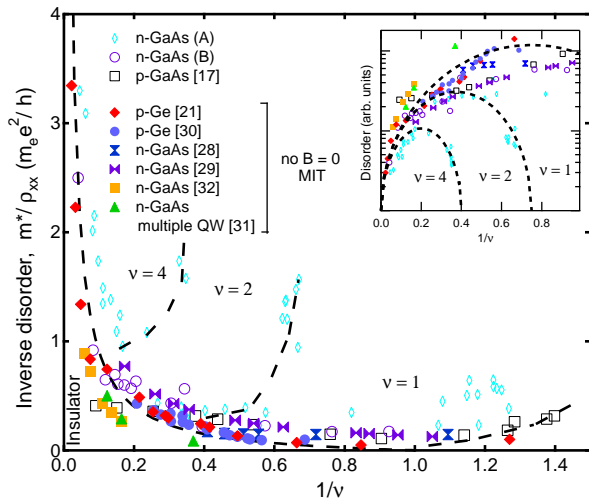 n-GaAs (A)
n-GaAs (B)
p-GaAs [17]
p-Ge [21]
p-Ge [30]
n-GaAs [28]
n-GaAs [29]
n-GaAs [32]
n-GaAs
multiple QW [31]
no B = 0
MIT
Inverse disorder, m*/ρxx (mee²/ h)
4
3
2
1
0
0.0
0.2
0.4
0.6
0.8
1.0
1.2
1.4
1/ν
Insulator
ν = 4
ν = 2
ν = 1
Disorder (arb. units)
ν = 4
ν = 2
ν = 1
0.0
0.2
0.4
0.6
0.8
1/ν